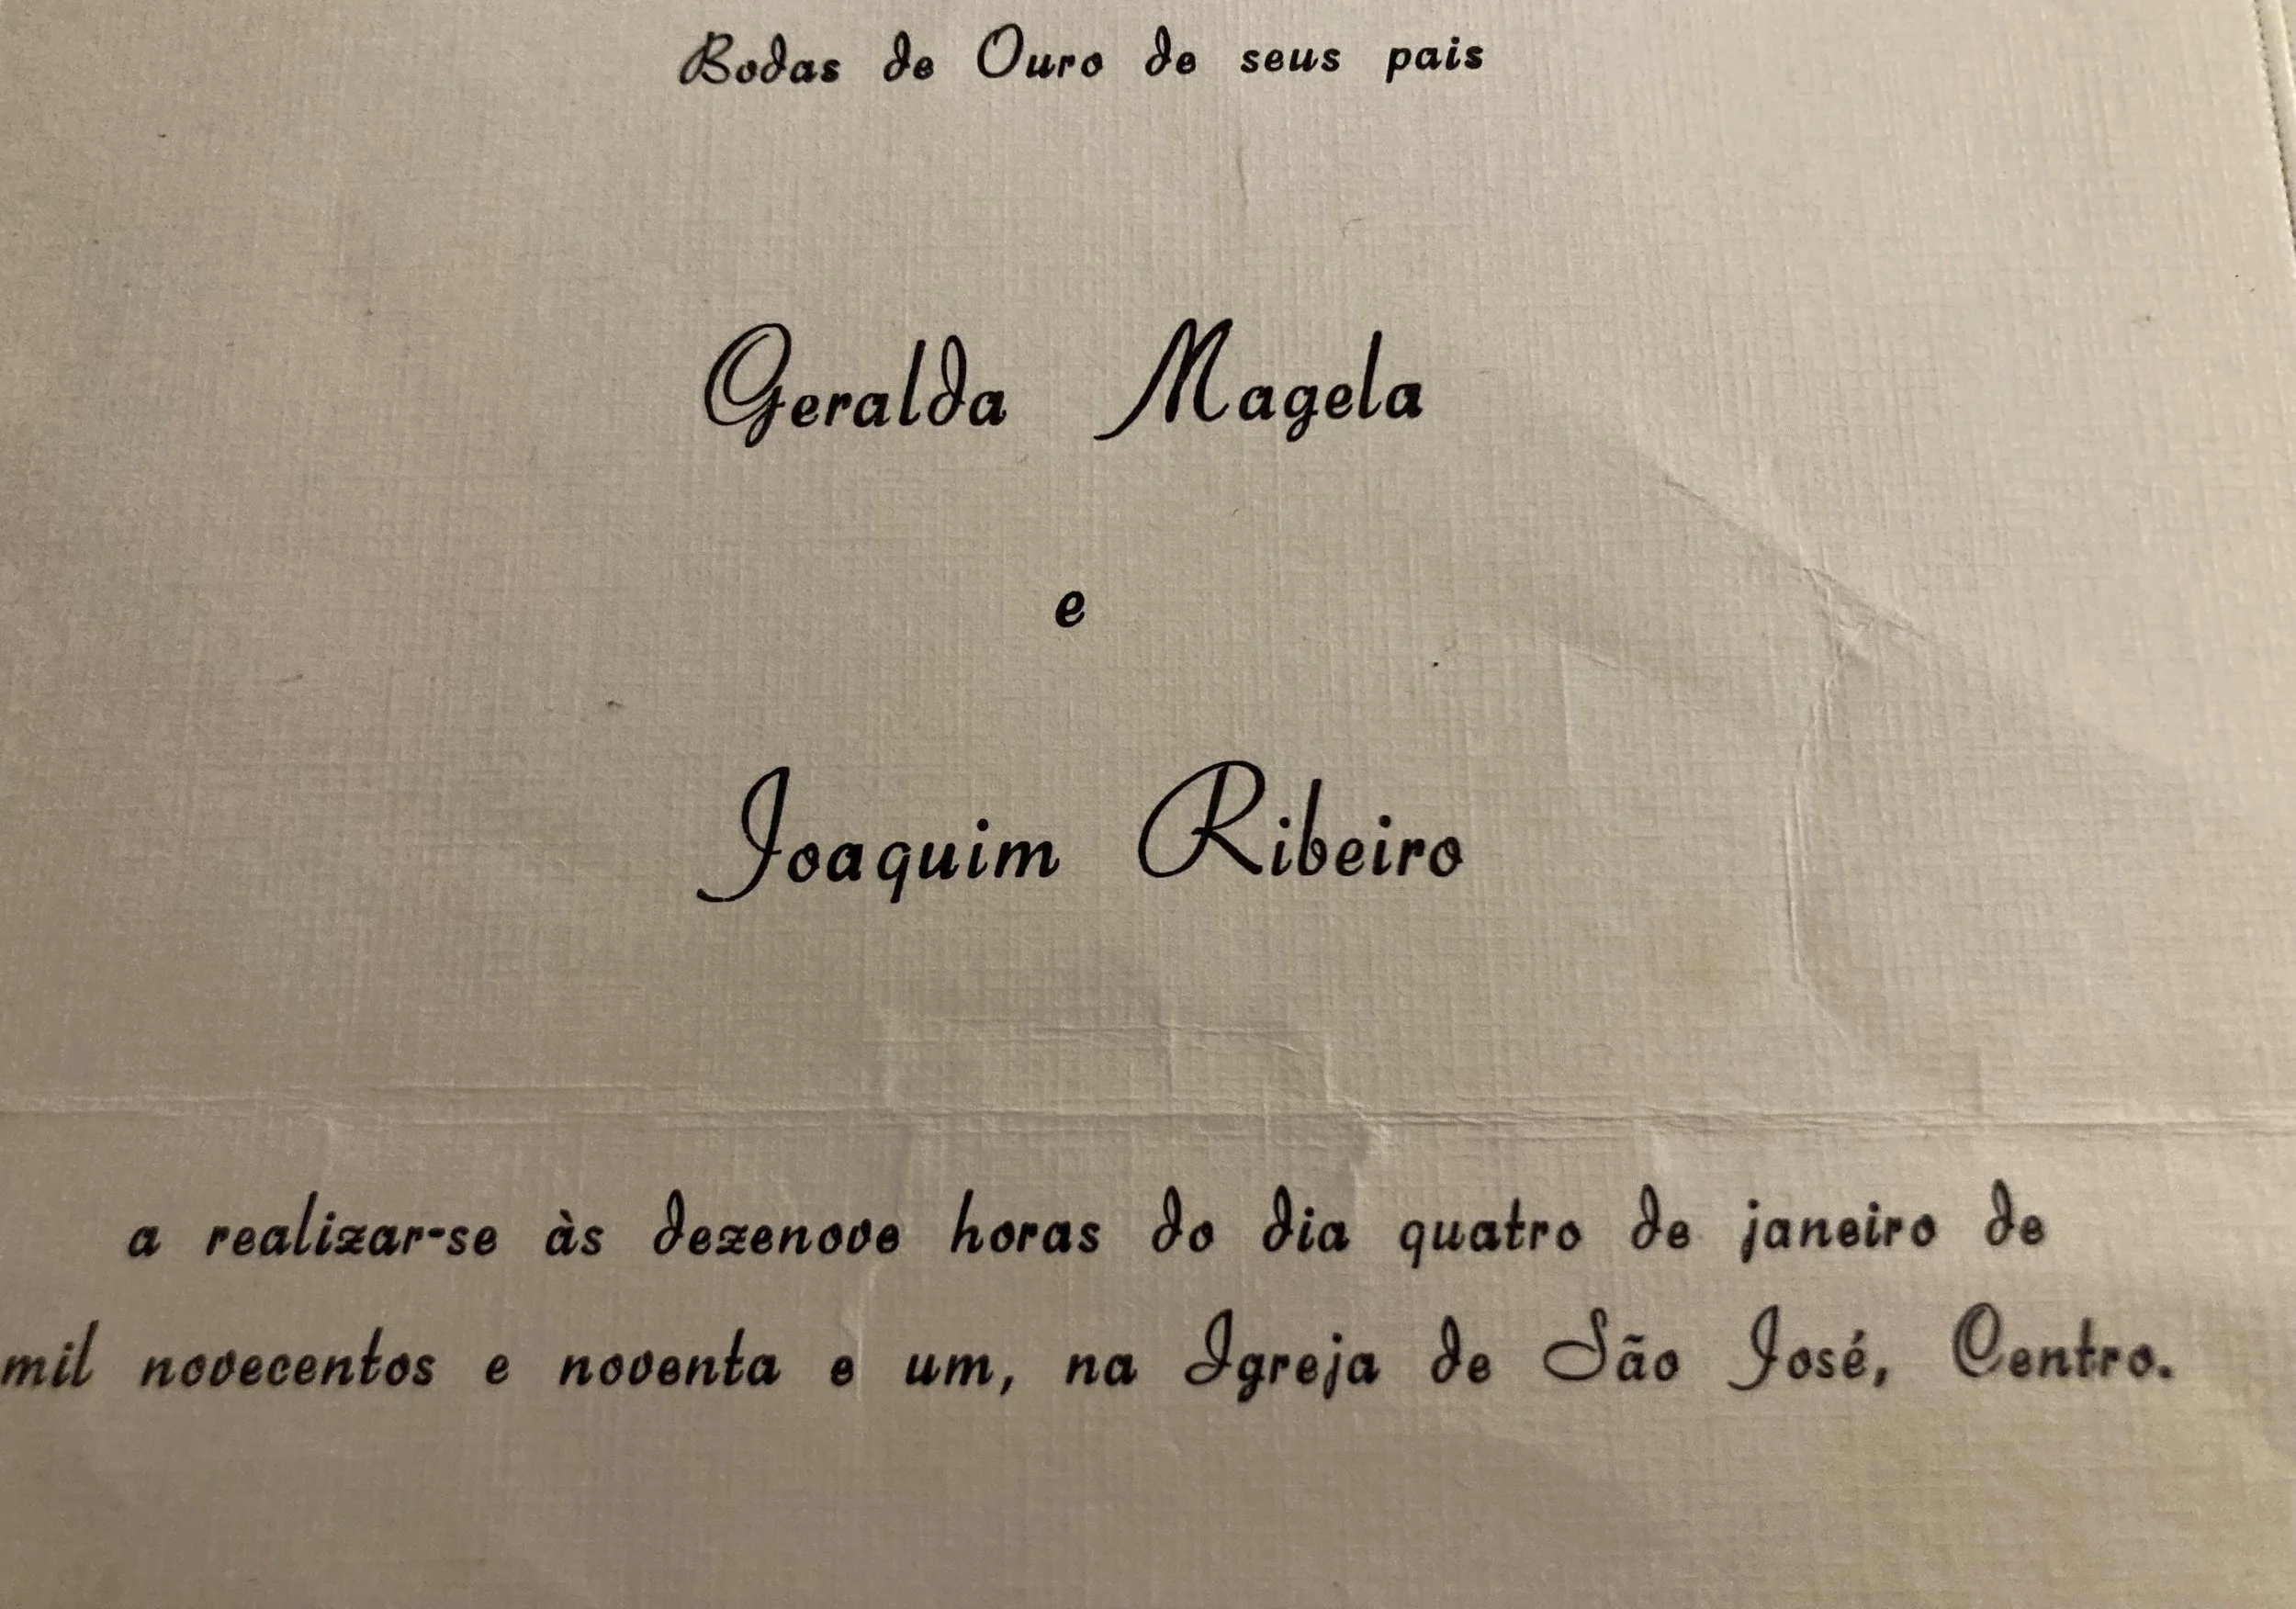 Bodas de Ouro de seus pais
Geralda Magela
e
Joaquim Ribeiro
a realizar-se às dezenove horas do dia quatro de janeiro de
mil novecentos e noventa e um, na Igreja de São José, Centro.